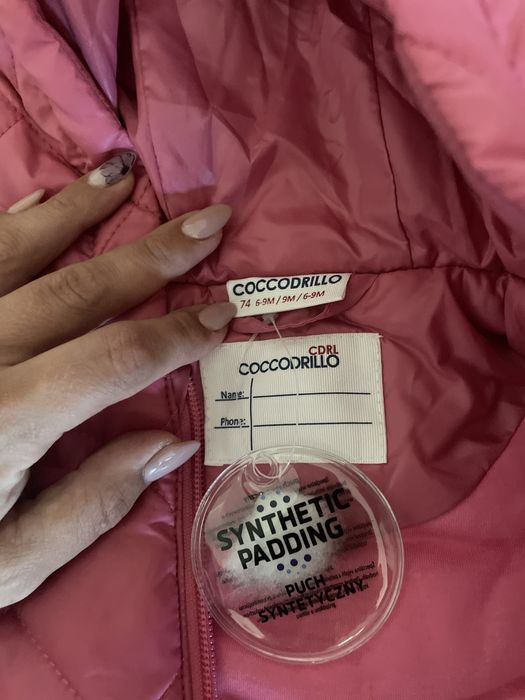 COCCODRILLO
74 6-9M / 9M / 6-9M
CDRL
COCCODRILLO
Name:
Phone:
SYNTHETIC
PADDING
PUCH
SYNTETYCZNY